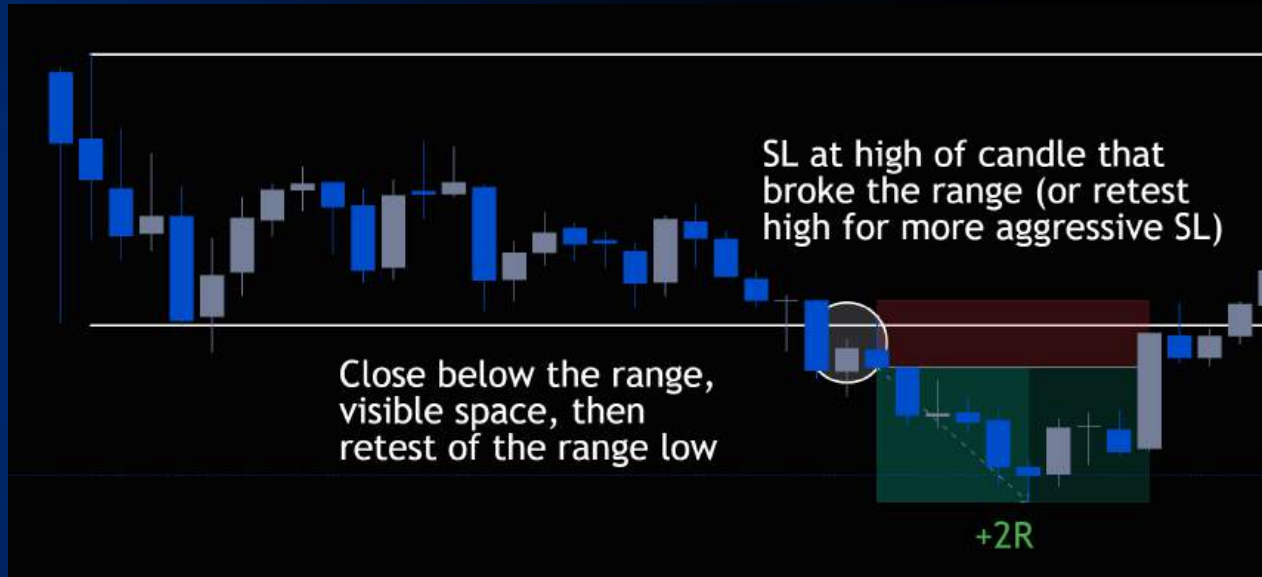 SL at high of candle that
broke the range (or retest
high for more aggressive SL)
Close below the range,
visible space, then
retest of the range low
+2R